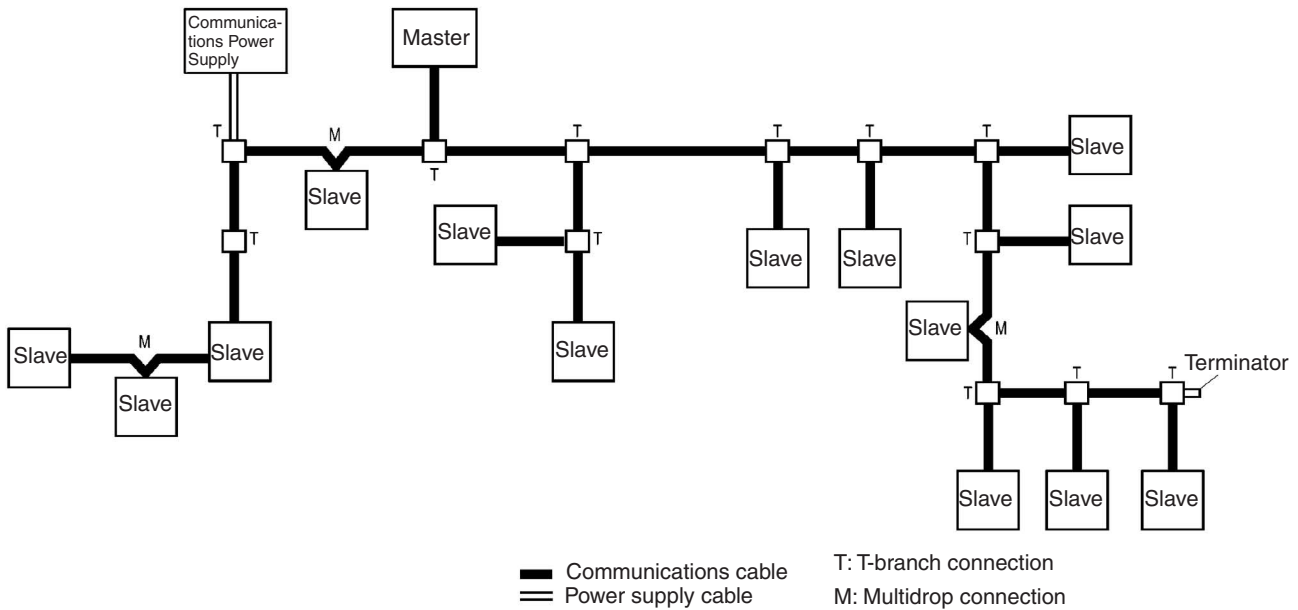 Communica-
tions Power
Supply
Master
T
M
T
T
T
T
T
Slave
Slave
Slave
T
Slave
T
Slave
Slave
T
Slave
Slave
Slave
M
Slave
M
Slave
Slave
Terminator
T
T
T
Slave
Slave
Slave
Communications cable
Power supply cable
T: T-branch connection
M: Multidrop connection